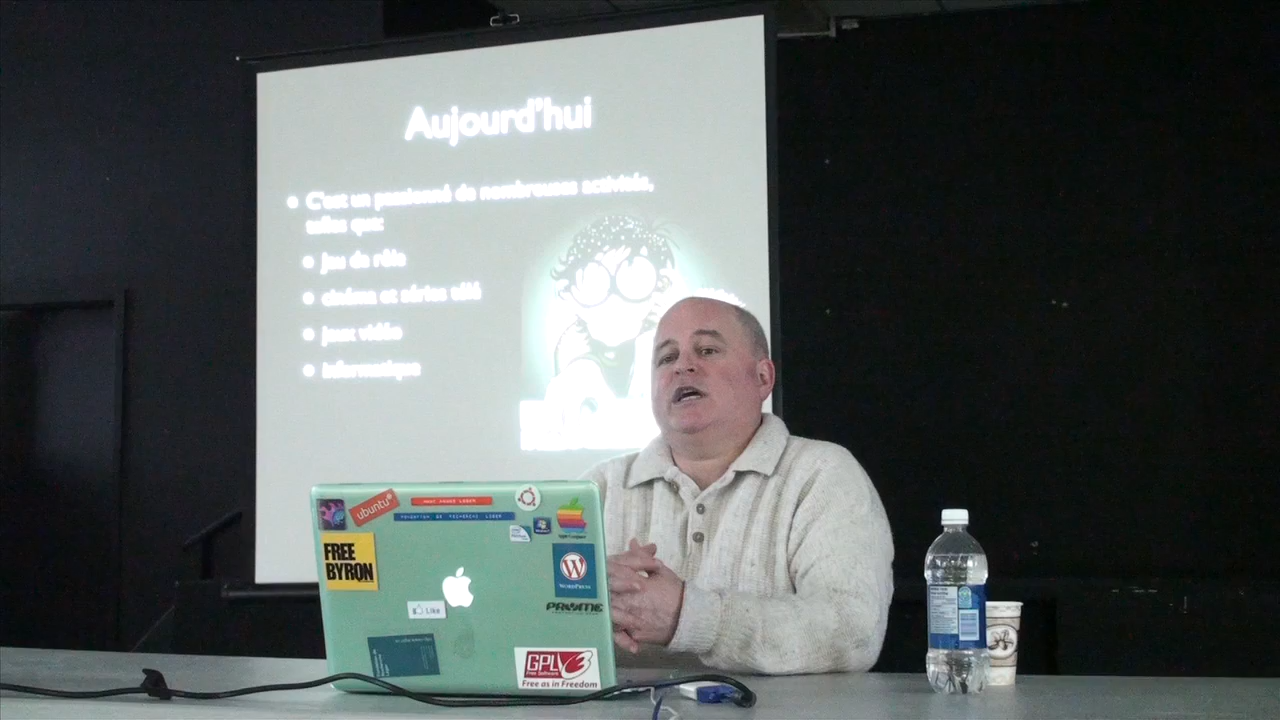 Aujourd'hui
C'est un passionné de nombreuses activités,
telles que:
Jeu de rôle
cinéma et séries télé
Jeux vidéo
Informatique
ubuntu
FREE
BYRON
Like
WORDPRESS
GPLv3
Free Software
Free as in Freedom